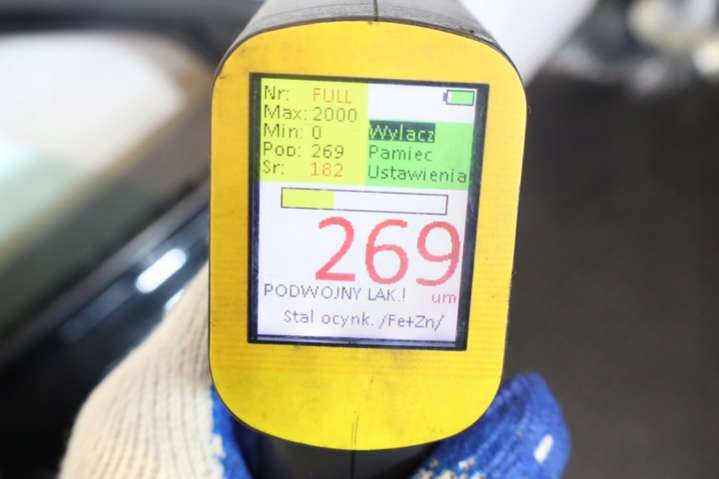 Nr: FULL
Max: 2000
Min: 0
Pod: 269
Sr: 182
Wylacz
Pamiec
Ustawienia
269
um
PODWOJNY LAK.!
Stal ocynk. /Fe+Zn/